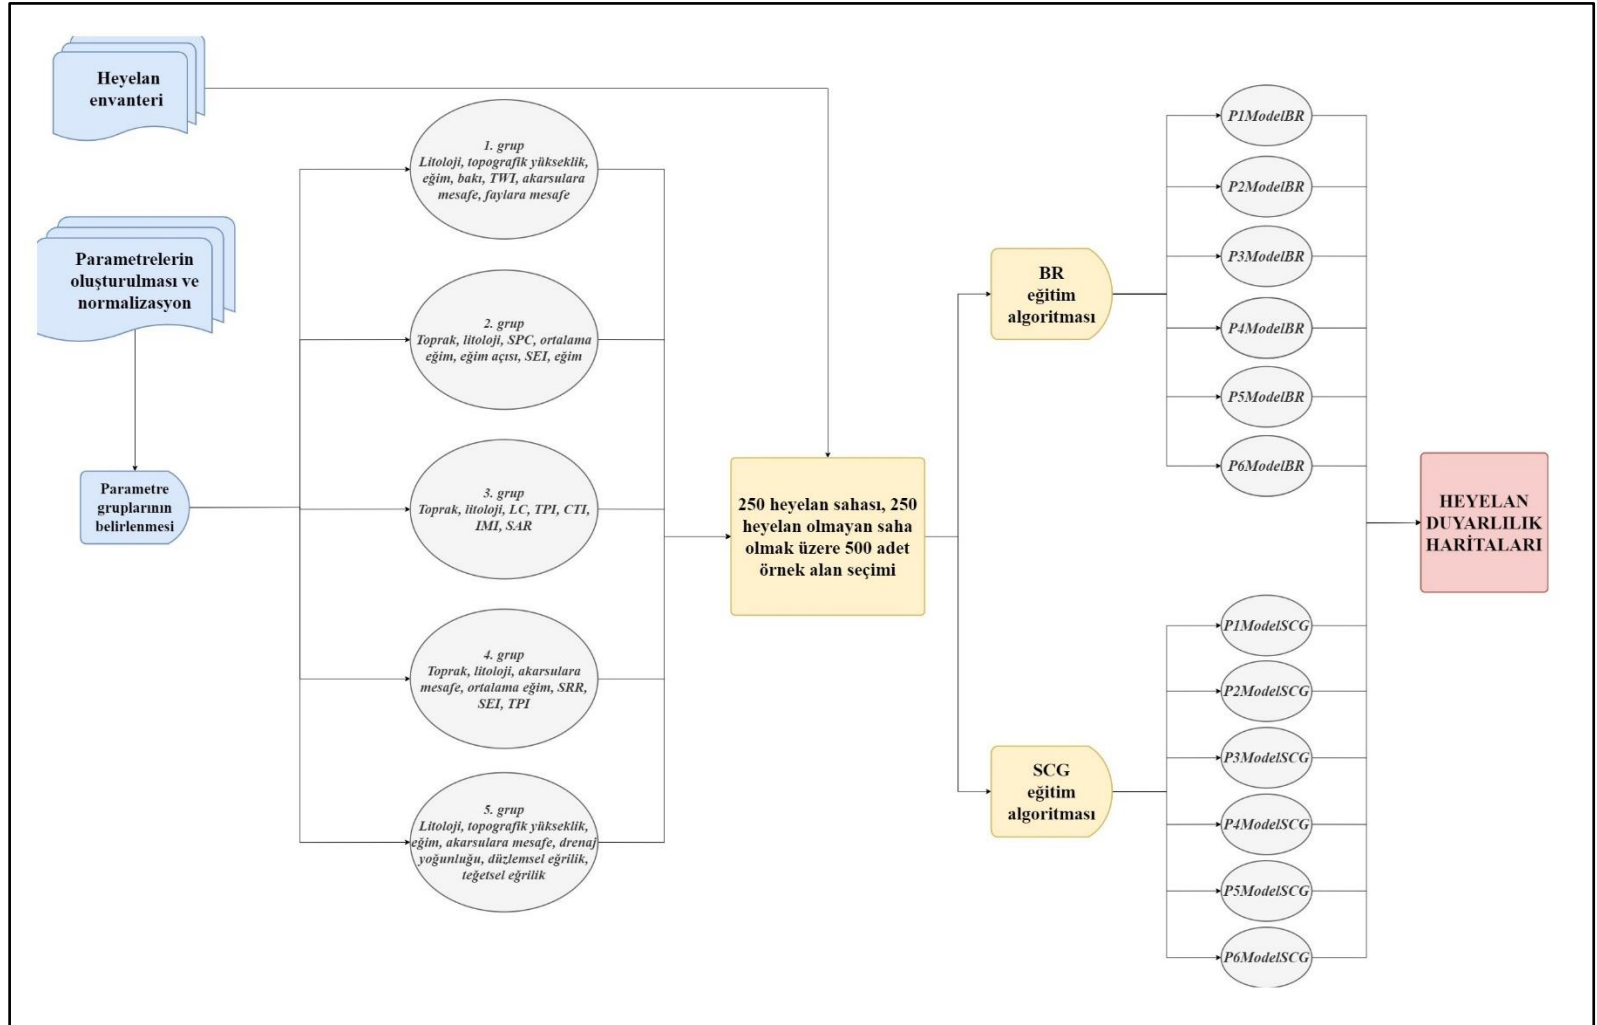 Heyelan
envanteri
Parametrelerin
oluşturulması ve
normalizasyon
Parametre
gruplarının
belirlenmesi
1. grup
Litoloji, topografik yükseklik,
eğim, bakı, TWI, akarsulara
mesafe, faylara mesafe
2. grup
Toprak, litoloji, SPC, ortalama
eğim, eğim açısı, SEI, eğim
3. grup
Toprak, litoloji, LC, TPI, CTI,
IMI, SAR
4. grup
Toprak, litoloji, akarsulara
mesafe, ortalama eğim, SRR,
SEI, TPI
5. grup
Litoloji, topografik yükseklik,
eğim, akarsulara mesafe, drenaj
yoğunluğu, düzlemsel eğrilik,
teğetsel eğrilik
250 heyelan sahası, 250
heyelan olmayan saha
olmak üzere 500 adet
örnek alan seçimi
BR
eğitim
algoritması
SCG
eğitim
algoritması
P1ModelBR
P2ModelBR
P3ModelBR
P4ModelBR
P5ModelBR
P6ModelBR
P1ModelSCG
P2ModelSCG
P3ModelSCG
P4ModelSCG
P5ModelSCG
P6ModelSCG
HEYELAN
DUYARLILIK
HARİTALARI